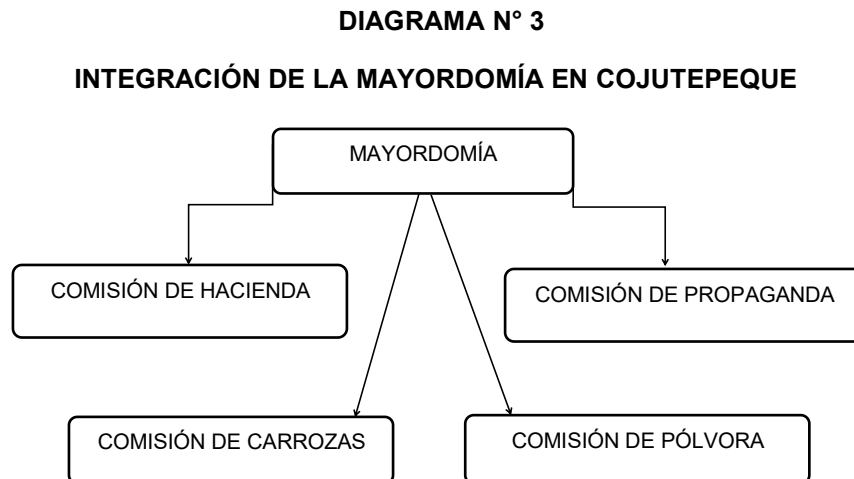 DIAGRAMA N° 3
INTEGRACIÓN DE LA MAYORDOMÍA EN COJUTEPEQUE
MAYORDOMÍA
COMISIÓN DE HACIENDA
COMISIÓN DE PROPAGANDA
COMISIÓN DE CARROZAS
COMISIÓN DE PÓLVORA